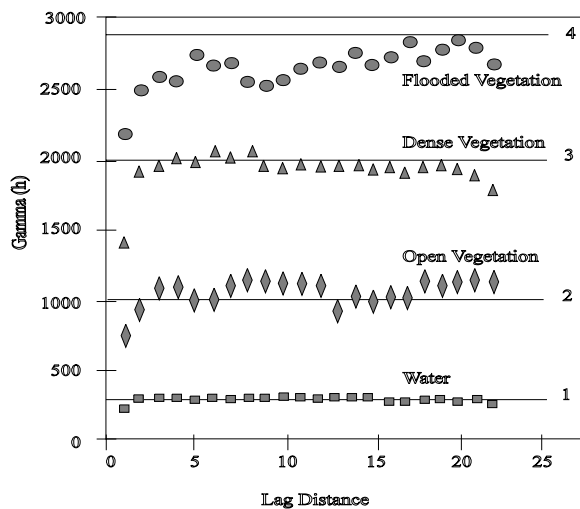 3000
4
2500
Flooded Vegetation
Dense Vegetation
3
2000
Gamma (h)
1500
Open Vegetation
1000
2
500
Water
1
0
0 5 10 15 20 25
Lag Distance